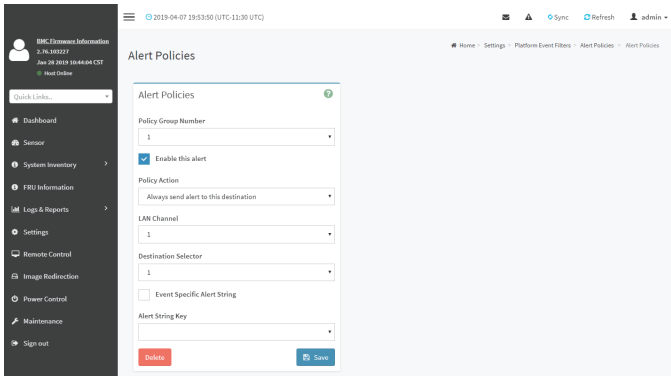 2019-04-07 19:53:50 (UTC-11:30 UTC)
Sync
Refresh
admin
BMC Firmware Information
2.76.103227
Jan 28 2019 10:44:04 CST
Host Online
Quick Links...
Dashboard
Sensor
System Inventory
FRU Information
Logs & Reports
Settings
Remote Control
Image Redirection
Power Control
Maintenance
Sign out
Alert Policies
Home > Settings > Platform Event Filters > Alert Policies > Alert Policies
Alert Policies
Policy Group Number
1
Enable this alert
Policy Action
Always send alert to this destination
LAN Channel
1
Destination Selector
1
Event Specific Alert String
Alert String Key
Delete
Save